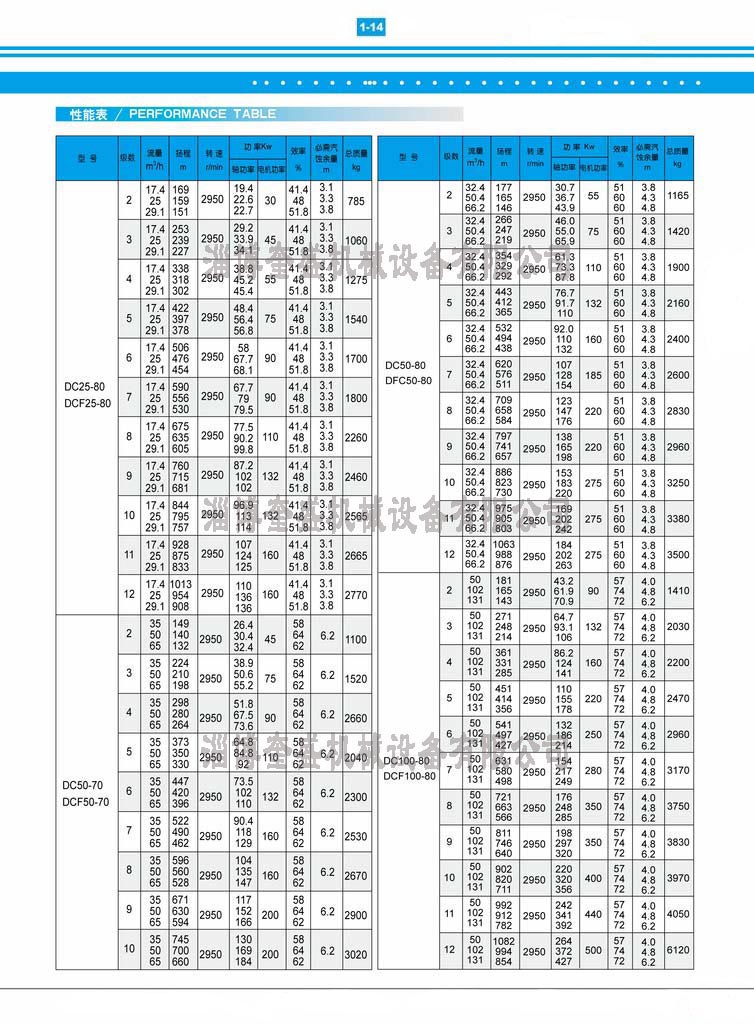 1-14
性能表 / PERFORMANCE TABLE
型 号 级数 流量 m³/h 扬程 m 转 速 r/min 功 率Kw 轴功率 电机功率 效率 % 必需汽蚀余量 m 总质量 kg
DC25-80
DCF25-80
2 17.4 169 2950 19.4 30 41.4 3.1 785
25 159 22.6 48 3.3
29.1 151 22.7 51.8 3.8
3 17.4 253 2950 29.2 45 41.4 3.1 1060
25 239 33.9 48 3.3
29.1 227 34.1 51.8 3.8
4 17.4 338 2950 38.8 55 41.4 3.1 1275
25 318 45.2 48 3.3
29.1 302 45.4 51.8 3.8
5 17.4 422 2950 48.4 75 41.4 3.1 1540
25 397 56.4 48 3.3
29.1 378 56.8 51.8 3.8
6 17.4 506 2950 58 90 41.4 3.1 1700
25 476 67.7 48 3.3
29.1 454 68.1 51.8 3.8
7 17.4 590 2950 67.7 90 41.4 3.1 1800
25 556 79 48 3.3
29.1 530 79.5 51.8 3.8
8 17.4 675 2950 77.5 110 41.4 3.1 2260
25 635 90.2 48 3.3
29.1 605 99.8 51.8 3.8
9 17.4 760 2950 87.2 132 41.4 3.1 2460
25 715 102 48 3.3
29.1 681 102 51.8 3.8
10 17.4 844 2950 96.9 132 41.4 3.1 2565
25 795 113 48 3.3
29.1 757 114 51.8 3.8
11 17.4 928 2950 107 160 41.4 3.1 2665
25 875 124 48 3.3
29.1 833 125 51.8 3.8
12 17.4 1013 2950 110 160 41.4 3.1 2770
25 954 136 48 3.3
29.1 908 136 51.8 3.8
DC50-70
DCF50-70
2 35 149 2950 26.4 45 58 6.2 1100
50 140 30.4 64
65 132 32.4 62
3 35 224 2950 38.9 75 58 6.2 1520
50 210 50.6 64
65 198 55.2 62
4 35 298 2950 51.8 90 58 6.2 2660
50 280 67.5 64
65 264 73.6 62
5 35 373 2950 64.8 110 58 6.2 2040
50 350 84.8 64
65 330 92 62
6 35 447 2950 73.5 132 58 6.2 2300
50 420 102 64
65 396 110 62
7 35 522 2950 90.4 160 58 6.2 2530
50 490 118 64
65 462 129 62
8 35 596 2950 104 160 58 6.2 2670
50 560 135 64
65 528 147 62
9 35 671 2950 117 200 58 6.2 2900
50 630 152 64
65 594 166 62
10 35 745 2950 130 200 58 6.2 3020
50 700 169 64
65 660 184 62
型 号 级数 流量 m³/h 扬程 m 转 速 r/min 功 率 Kw 轴功率 电机功率 效率 % 必需汽蚀余量 m 总质量 kg
DC50-80
DFC50-80
2 32.4 177 2950 30.7 55 51 3.8 1165
50.4 165 36.7 60 4.3
66.2 146 43.9 60 4.8
3 32.4 266 2950 46.0 75 51 3.8 1420
50.4 247 55.0 60 4.3
66.2 219 65.9 60 4.8
4 32.4 354 2950 61.3 110 51 3.8 1900
50.4 329 73.3 60 4.3
66.2 292 87.8 60 4.8
5 32.4 443 2950 76.7 132 51 3.8 2160
50.4 412 91.7 60 4.3
66.2 365 110 60 4.8
6 32.4 532 2950 92.0 160 51 3.8 2400
50.4 494 110 60 4.3
66.2 438 132 60 4.8
7 32.4 620 2950 107 185 51 3.8 2600
50.4 576 128 60 4.3
66.2 511 154 60 4.8
8 32.4 709 2950 123 220 51 3.8 2830
50.4 658 147 60 4.3
66.2 584 176 60 4.8
9 32.4 797 2950 138 220 51 3.8 2960
50.4 741 165 60 4.3
66.2 657 198 60 4.8
10 32.4 886 2950 153 275 51 3.8 3250
50.4 823 183 60 4.3
66.2 730 220 60 4.8
11 32.4 975 2950 169 275 51 3.8 3380
50.4 905 202 60 4.3
66.2 803 242 60 4.8
12 32.4 1063 2950 184 275 51 3.8 3500
50.4 988 202 60 4.3
66.2 876 263 60 4.8
DC100-80
DCF100-80
2 50 181 2950 43.2 90 57 4.0 1410
102 165 61.9 74 4.8
131 143 70.9 72 6.2
3 50 271 2950 64.7 132 57 4.0 2030
102 248 93.1 74 4.8
131 214 106 72 6.2
4 50 361 2950 86.2 160 57 4.0 2200
102 331 124 74 4.8
131 285 141 72 6.2
5 50 451 2950 110 220 57 4.0 2470
102 414 155 74 4.8
131 356 178 72 6.2
6 50 541 2950 132 250 57 4.0 2960
102 497 186 74 4.8
131 427 214 72 6.2
7 50 631 2950 154 280 57 4.0 3170
102 580 217 74 4.8
131 498 249 72 6.2
8 50 721 2950 176 350 57 4.0 3750
102 663 248 74 4.8
131 566 285 72 6.2
9 50 811 2950 198 350 57 4.0 3830
102 746 297 74 4.8
131 640 320 72 6.2
10 50 902 2950 220 400 57 4.0 3970
102 820 320 74 4.8
131 711 356 72 6.2
11 50 992 2950 242 440 57 4.0 4050
102 912 341 74 4.8
131 782 392 72 6.2
12 50 1082 2950 264 500 57 4.0 6120
102 994 372 74 4.8
131 854 427 72 6.2
淄博奎盛机械设备有限公司
淄博奎盛机械设备有限公司
淄博奎盛机械设备有限公司